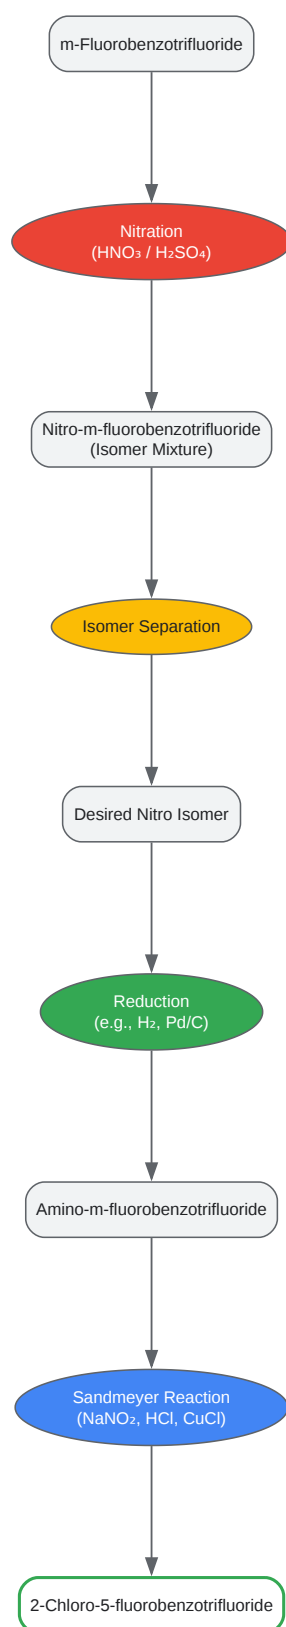 m-Fluorobenzotrifluoride
Nitration
(HNO₃ / H₂SO₄)
Nitro-m-fluorobenzotrifluoride
(Isomer Mixture)
Isomer Separation
Desired Nitro Isomer
Reduction
(e.g., H₂, Pd/C)
Amino-m-fluorobenzotrifluoride
Sandmeyer Reaction
(NaNO₂, HCl, CuCl)
2-Chloro-5-fluorobenzotrifluoride